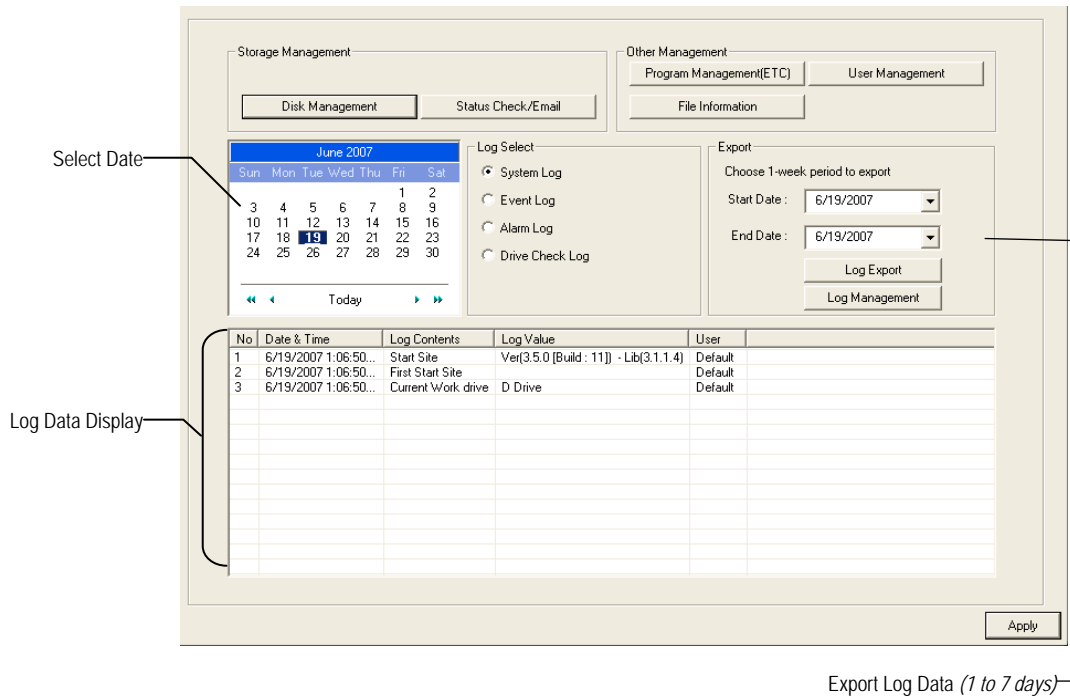 Storage Management
Other Management
Program Management(ETC)
User Management
Disk Management
Status Check/Email
File Information
Select Date
June 2007
Sun Mon Tue Wed Thu Fri Sat
1 2
3 4 5 6 7 8 9
10 11 12 13 14 15 16
17 18 19 20 21 22 23
24 25 26 27 28 29 30
Today
Log Select
System Log
Event Log
Alarm Log
Drive Check Log
Export
Choose 1-week period to export
Start Date : 6/19/2007
End Date : 6/19/2007
Log Export
Log Management
No Date & Time Log Contents Log Value User
1 6/19/2007 1:06:50... Start Site Ver(3.5.0 [Build : 11]) - Lib(3.1.1.4) Default
2 6/19/2007 1:06:50... First Start Site Default
3 6/19/2007 1:06:50... Current Work drive D Drive Default
Log Data Display
Apply
Export Log Data (1 to 7 days)